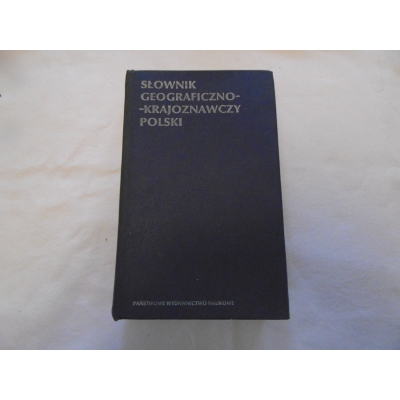 SŁOWNIK
GEOGRAFICZNO-
-KRAJOZNAWCZY
POLSKI
PAŃSTWOWE WYDAWNICTWO NAUKOWE